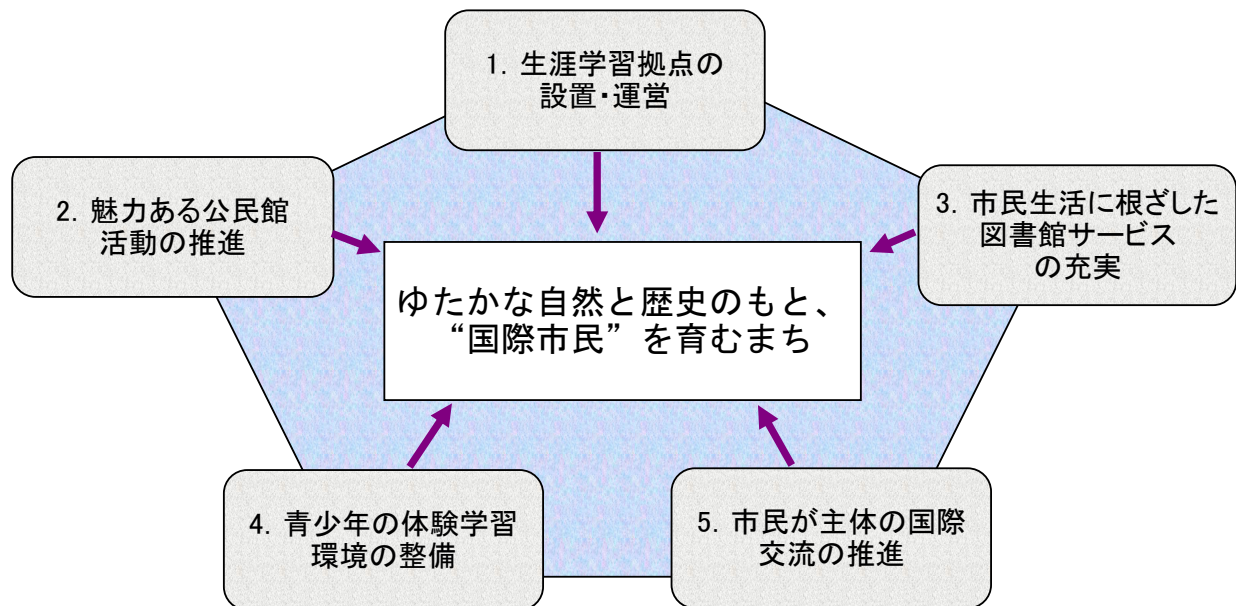 1. 生涯学習拠点の
設置・運営
2. 魅力ある公民館
活動の推進
3. 市民生活に根ざした
図書館サービス
の充実
ゆたかな自然と歴史のもと、
“国際市民”を育むまち
4. 青少年の体験学習
環境の整備
5. 市民が主体の国際
交流の推進